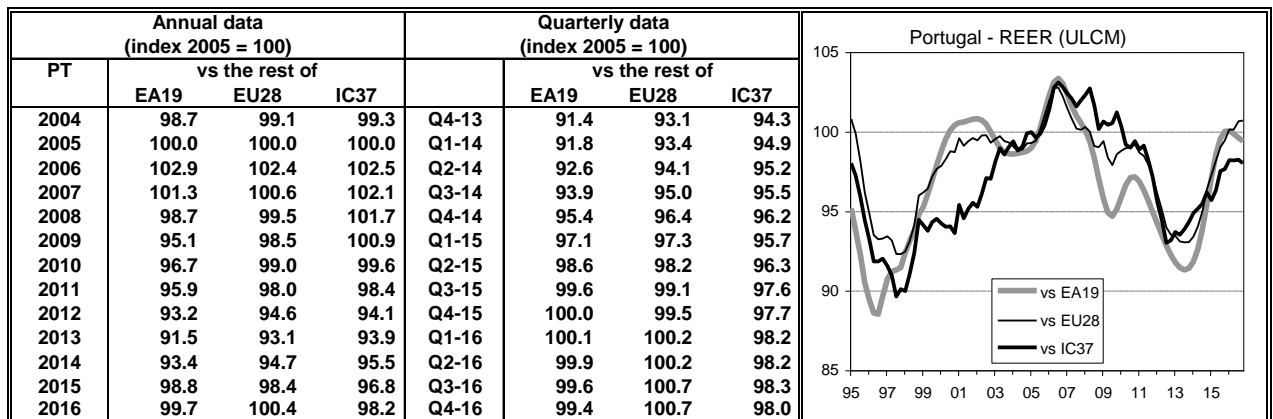 Annual data Quarterly data
(index 2005 = 100) (index 2005 = 100)
PT vs the rest of vs the rest of
EA19 EU28 IC37 EA19 EU28 IC37
2004 98.7 99.1 99.3 Q4-13 91.4 93.1 94.3
2005 100.0 100.0 100.0 Q1-14 91.8 93.4 94.9
2006 102.9 102.4 102.5 Q2-14 92.6 94.1 95.2
2007 101.3 100.6 102.1 Q3-14 93.9 95.0 95.5
2008 98.7 99.5 101.7 Q4-14 95.4 96.4 96.2
2009 95.1 98.5 100.9 Q1-15 97.1 97.3 95.7
2010 96.7 99.0 99.6 Q2-15 98.6 98.2 96.3
2011 95.9 98.0 98.4 Q3-15 99.6 99.1 97.6
2012 93.2 94.6 94.1 Q4-15 100.0 99.5 97.7
2013 91.5 93.1 93.9 Q1-16 100.1 100.2 98.2
2014 93.4 94.7 95.5 Q2-16 99.9 100.2 98.2
2015 98.8 98.4 96.8 Q3-16 99.6 100.7 98.3
2016 99.7 100.4 98.2 Q4-16 99.4 100.7 98.0
Portugal - REER (ULCM)
105
100
95
90
85
vs EA19
vs EU28
vs IC37
95 97 99 01 03 05 07 09 11 13 15